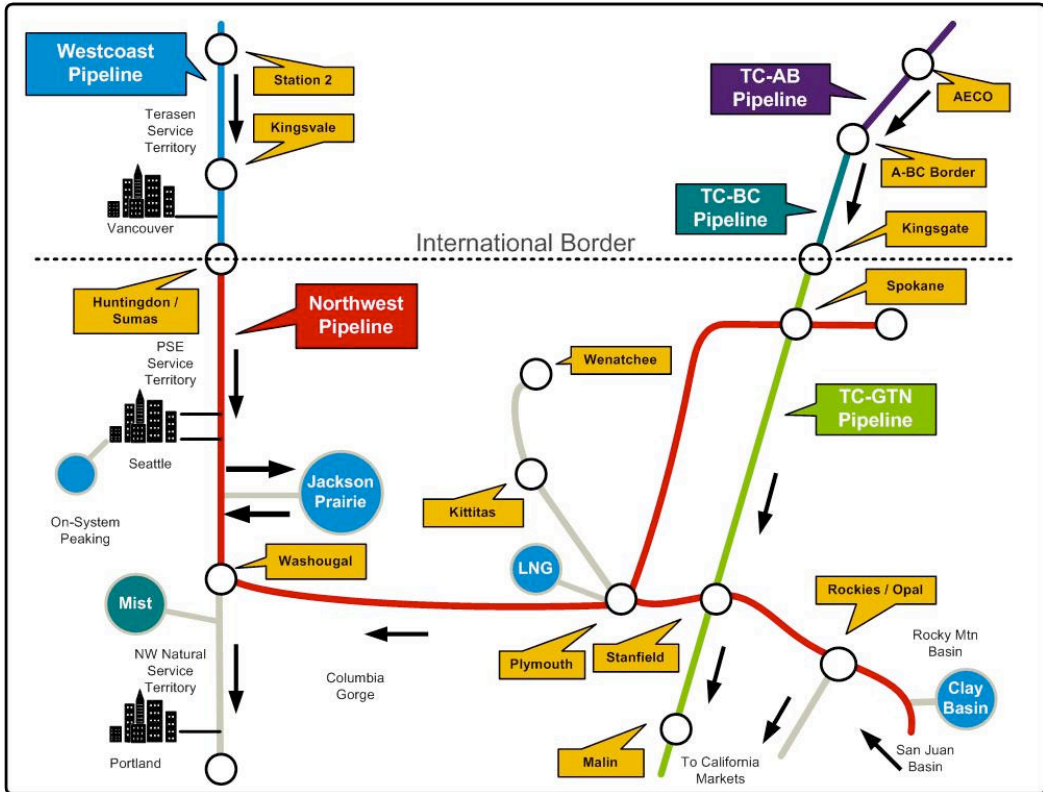 Westcoast
Pipeline
Station 2
Terasen
Service
Territory
Kingsvale
Vancouver
TC-AB
Pipeline
AECO
A-BC Border
TC-BC
Pipeline
Kingsgate
International Border
Huntingdon /
Sumas
Northwest
Pipeline
Spokane
PSE
Service
Territory
Wenatchee
TC-GTN
Pipeline
Seattle
Jackson
Prairie
Kittitas
On-System
Peaking
Washougal
LNG
Mist
Rockies / Opal
Rocky Mtn
Basin
NW Natural
Service
Territory
Columbia
Gorge
Plymouth
Stanfield
Clay
Basin
Portland
Malin
To California
Markets
San Juan
Basin